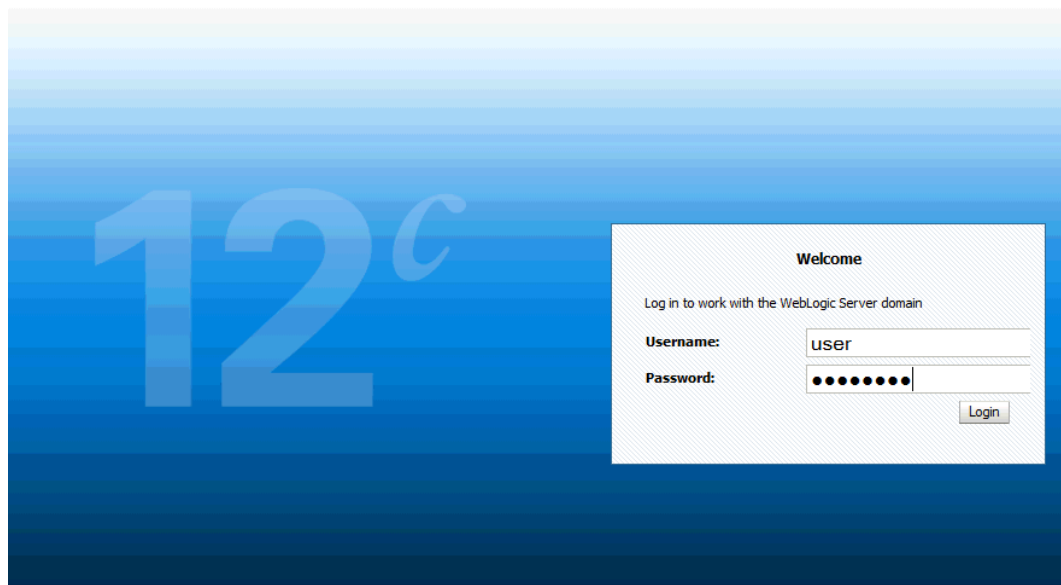 12c
Welcome
Log in to work with the WebLogic Server domain
Username: user
Password: ●●●●●●●●
Login